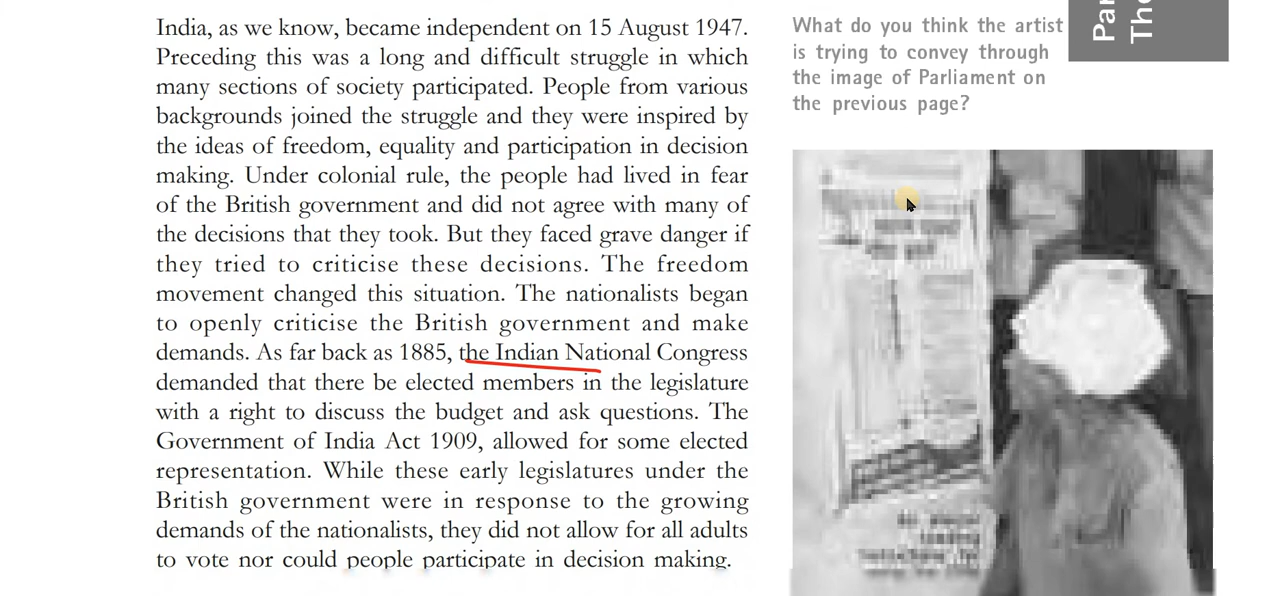 India, as we know, became independent on 15 August 1947.
Preceding this was a long and difficult struggle in which
many sections of society participated. People from various
backgrounds joined the struggle and they were inspired by
the ideas of freedom, equality and participation in decision
making. Under colonial rule, the people had lived in fear
of the British government and did not agree with many of
the decisions that they took. But they faced grave danger if
they tried to criticise these decisions. The freedom
movement changed this situation. The nationalists began
to openly criticise the British government and make
demands. As far back as 1885, the Indian National Congress
demanded that there be elected members in the legislature
with a right to discuss the budget and ask questions. The
Government of India Act 1909, allowed for some elected
representation. While these early legislatures under the
British government were in response to the growing
demands of the nationalists, they did not allow for all adults
to vote nor could people participate in decision making.
What do you think the artist
is trying to convey through
the image of Parliament on
the previous page?